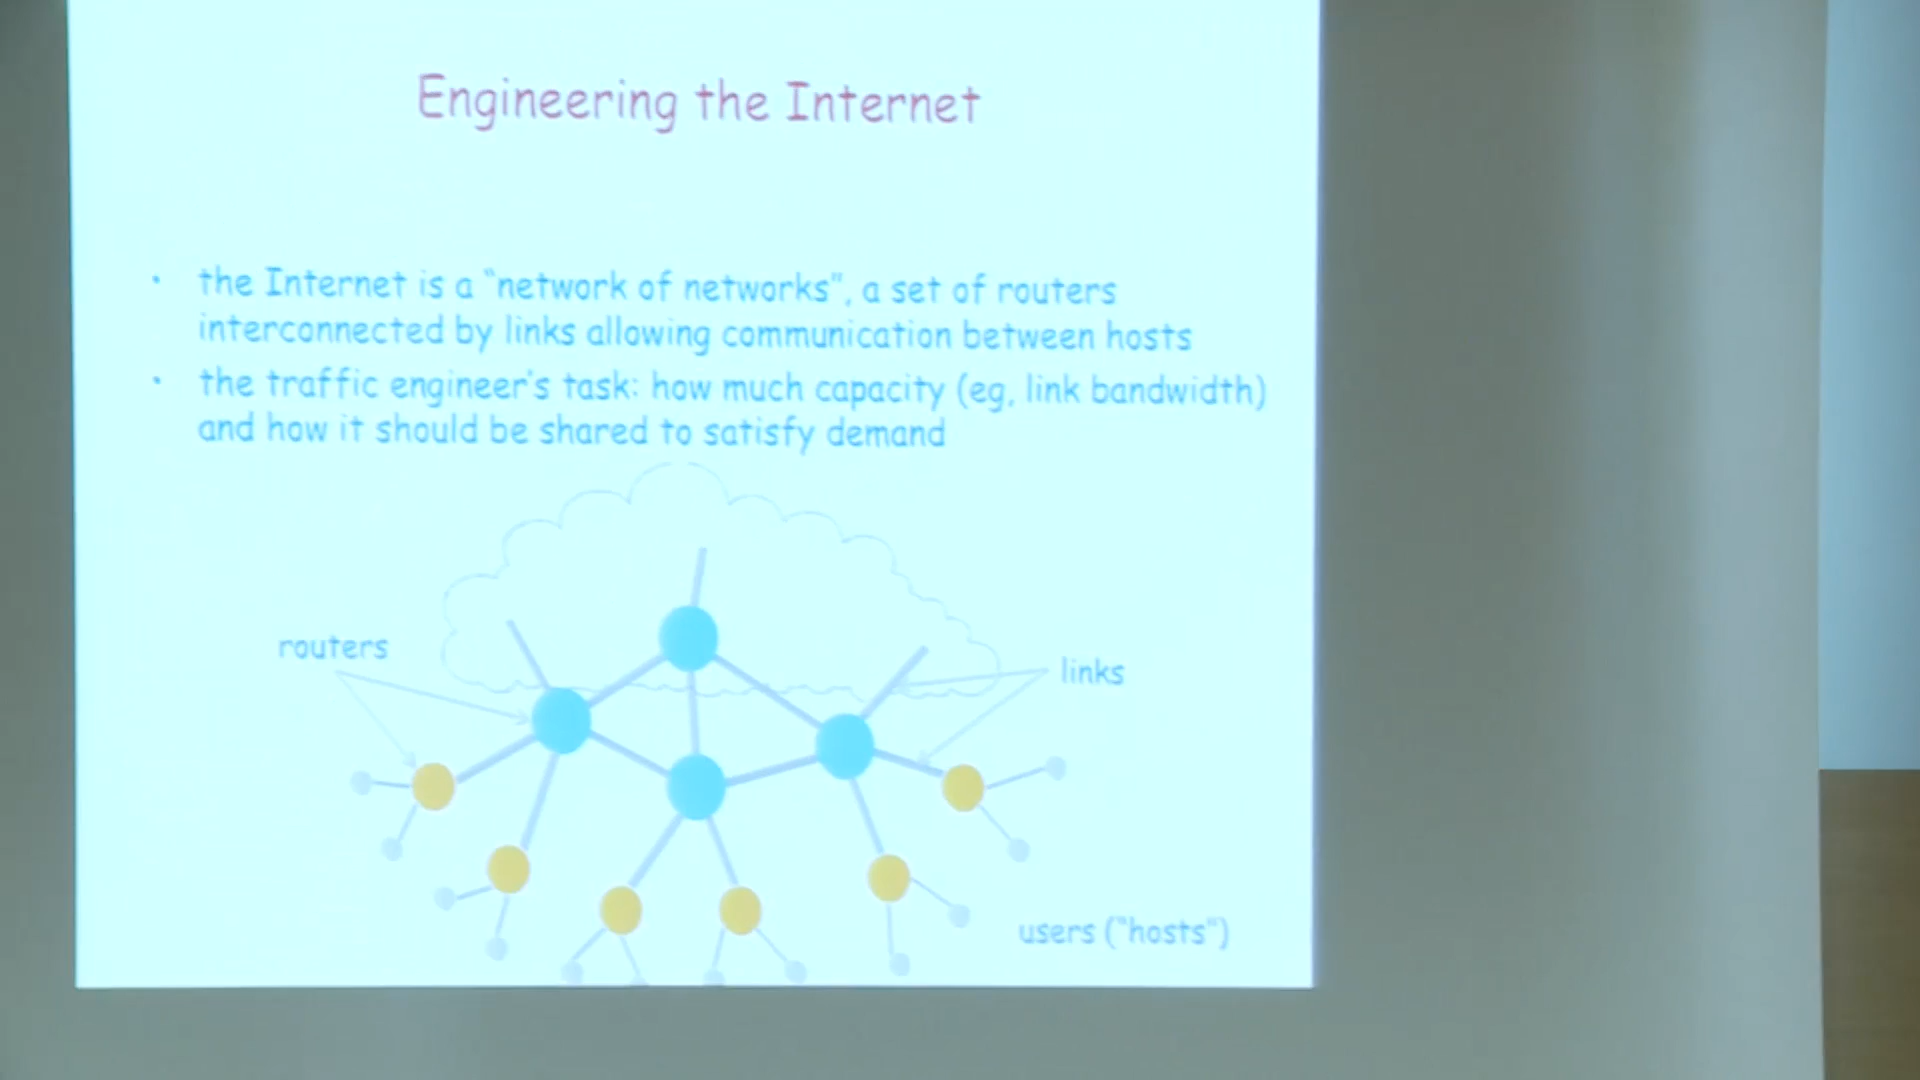 Engineering the Internet
• the Internet is a "network of networks", a set of routers
interconnected by links allowing communication between hosts
• the traffic engineer's task: how much capacity (eg, link bandwidth)
and how it should be shared to satisfy demand
routers
links
users ("hosts")